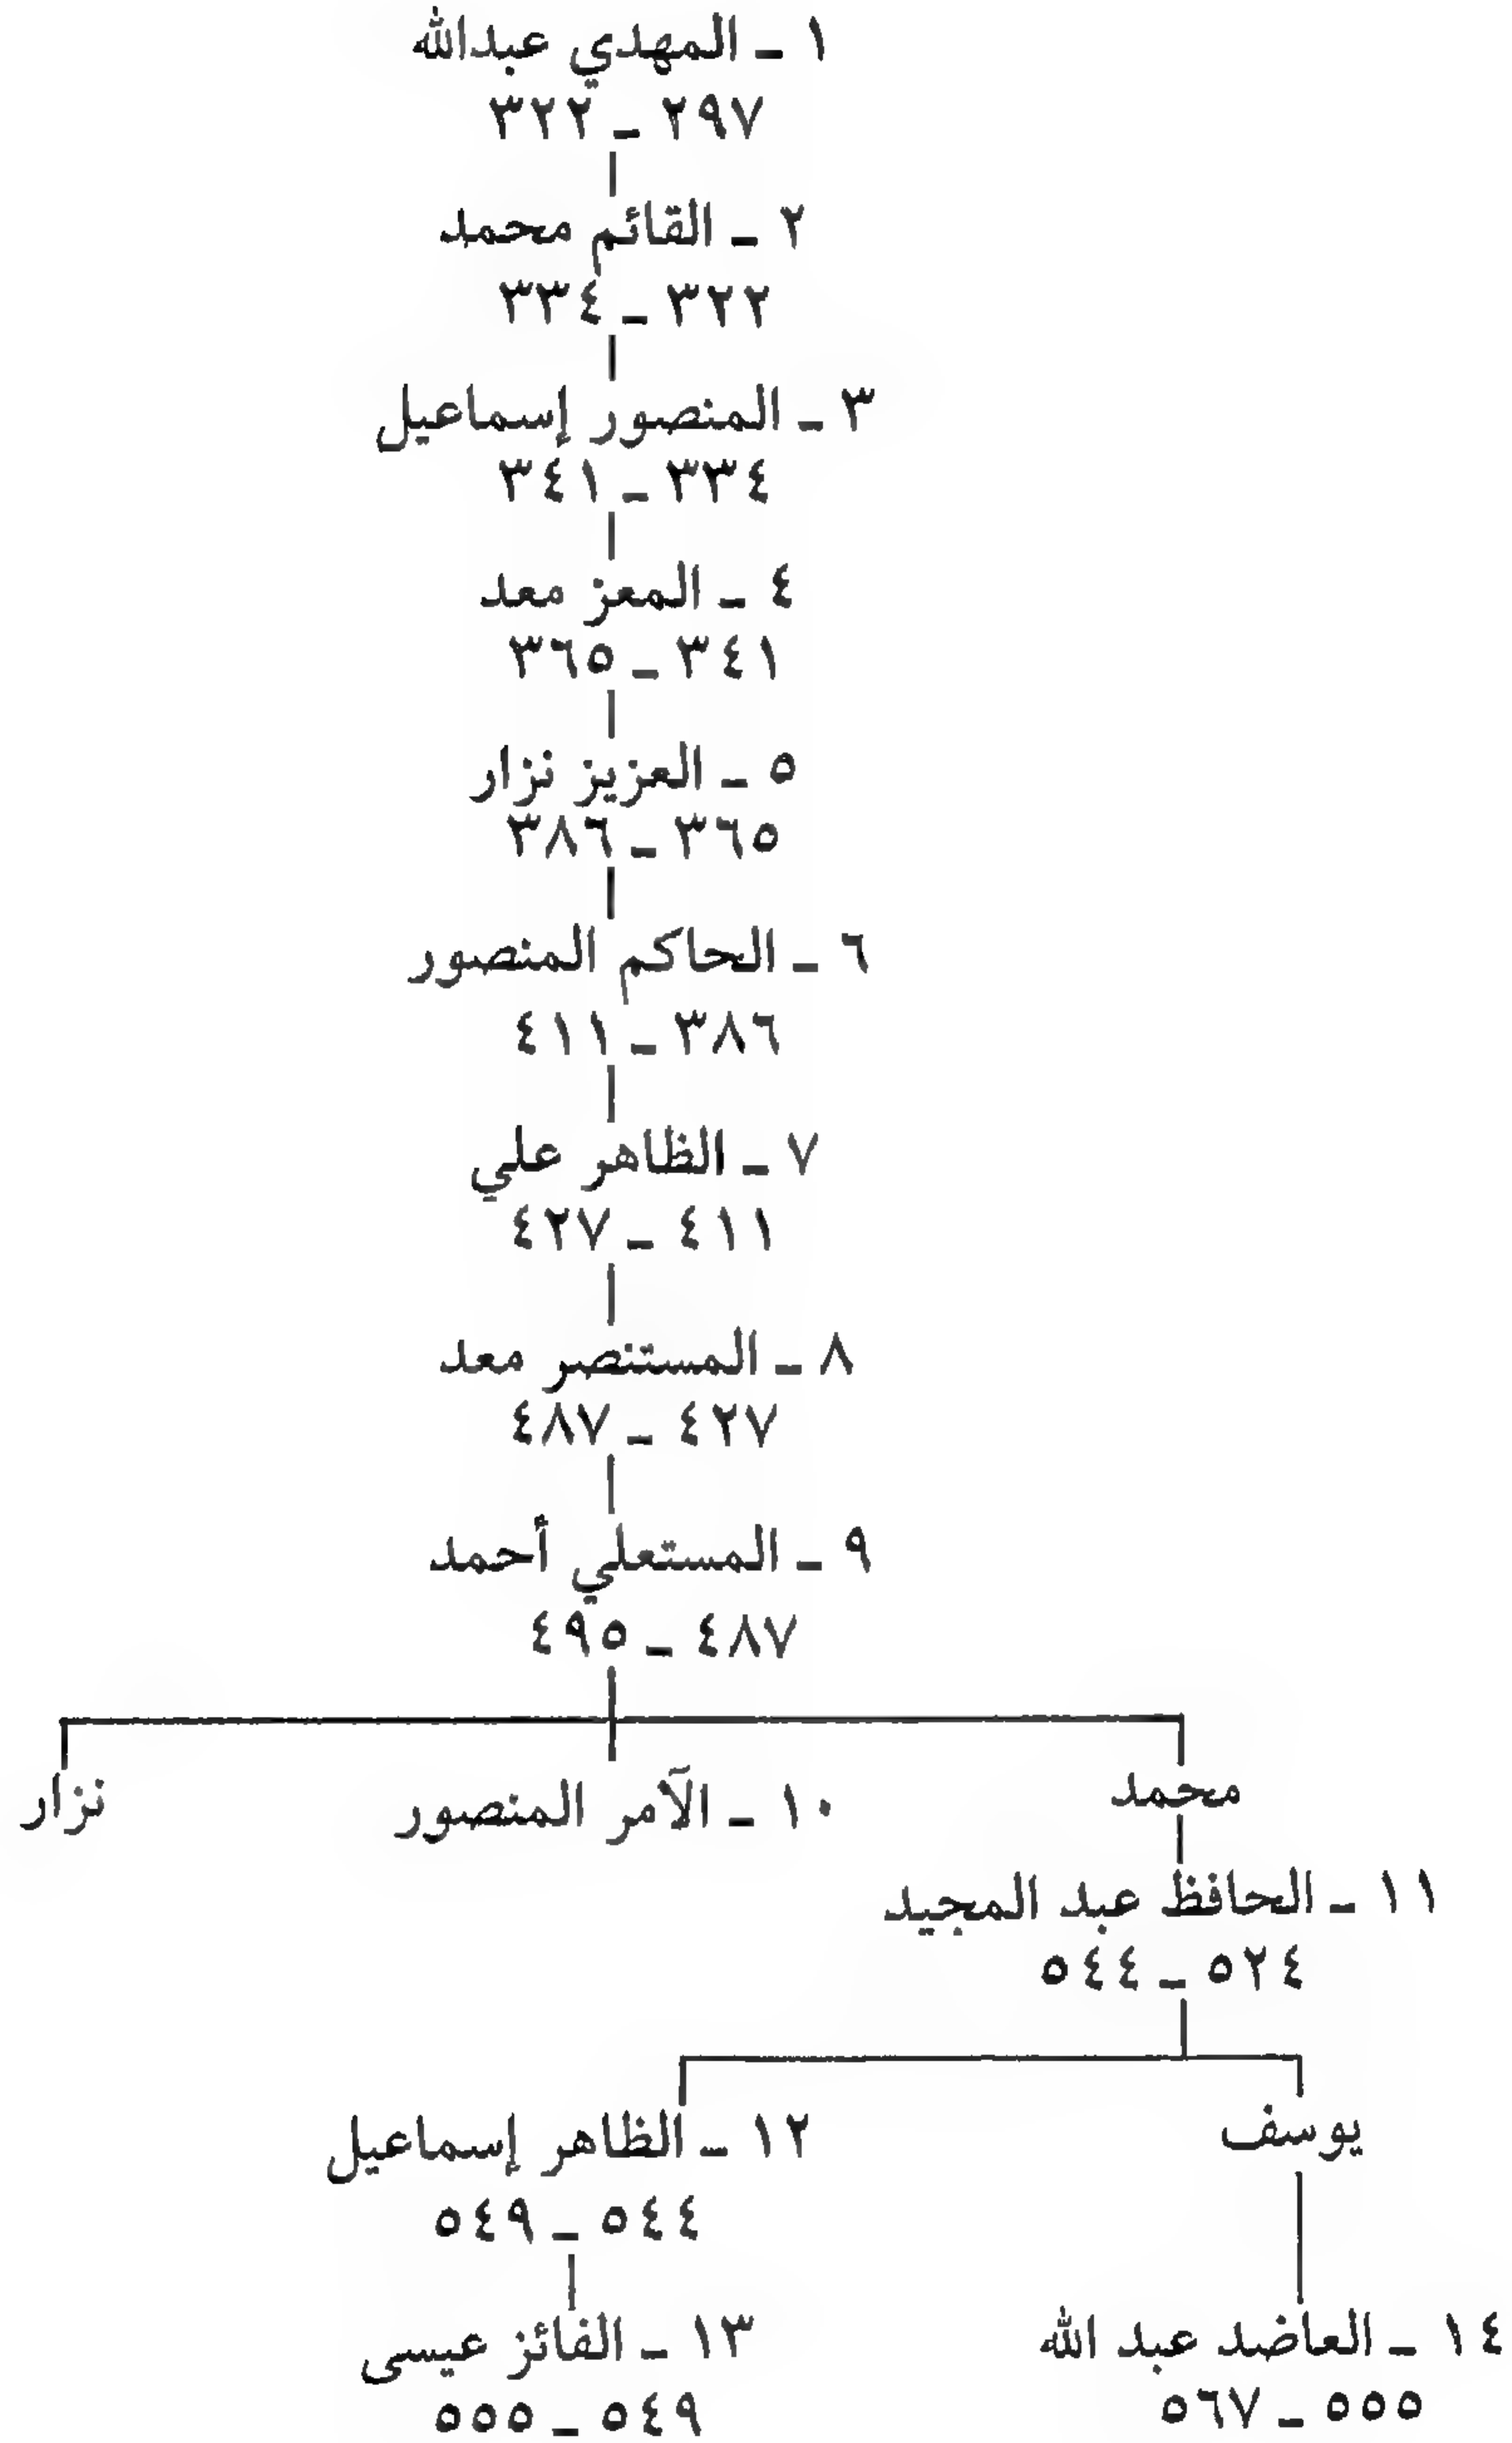 ١ - المهدي عبدالله
٢٩٧ - ٣٢٢
٢ - القائم محمد
٣٢٢ - ٣٣٤
٣ - المنصور إسماعيل
٣٣٤ - ٣٤١
٤ - المعز معد
٣٤١ - ٣٦٥
٥ - العزيز نزار
٣٦٥ - ٣٨٦
٦ - الحاكم المنصور
٣٨٦ - ٤١١
٧ - الظاهر علي
٤١١ - ٤٢٧
٨ - المستنصر معد
٤٢٧ - ٤٨٧
٩ - المستعلي أحمد
٤٨٧ - ٤٩٥
محمد
١٠ - الآمر المنصور
نزار
١١ - الحافظ عبد المجيد
٥٢٤ - ٥٤٤
يوسف
١٢ - الظاهر إسماعيل
٥٤٤ - ٥٤٩
١٤ - العاضد عبد الله
٥٥٥ - ٥٦٧
١٣ - الفائز عيسى
٥٤٩ - ٥٥٥